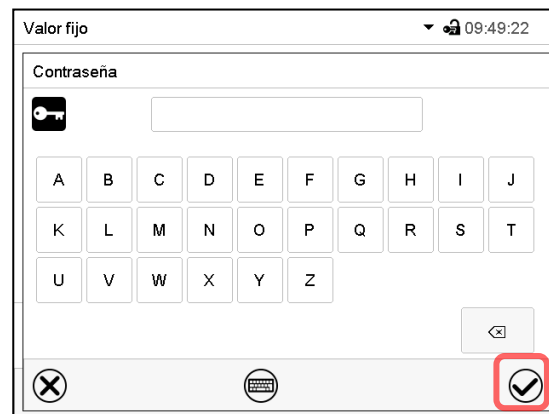 Valor fijo 09:49:22
Contraseña
A B C D E F G H I J
K L M N O P Q R S T
U V W X Y Z